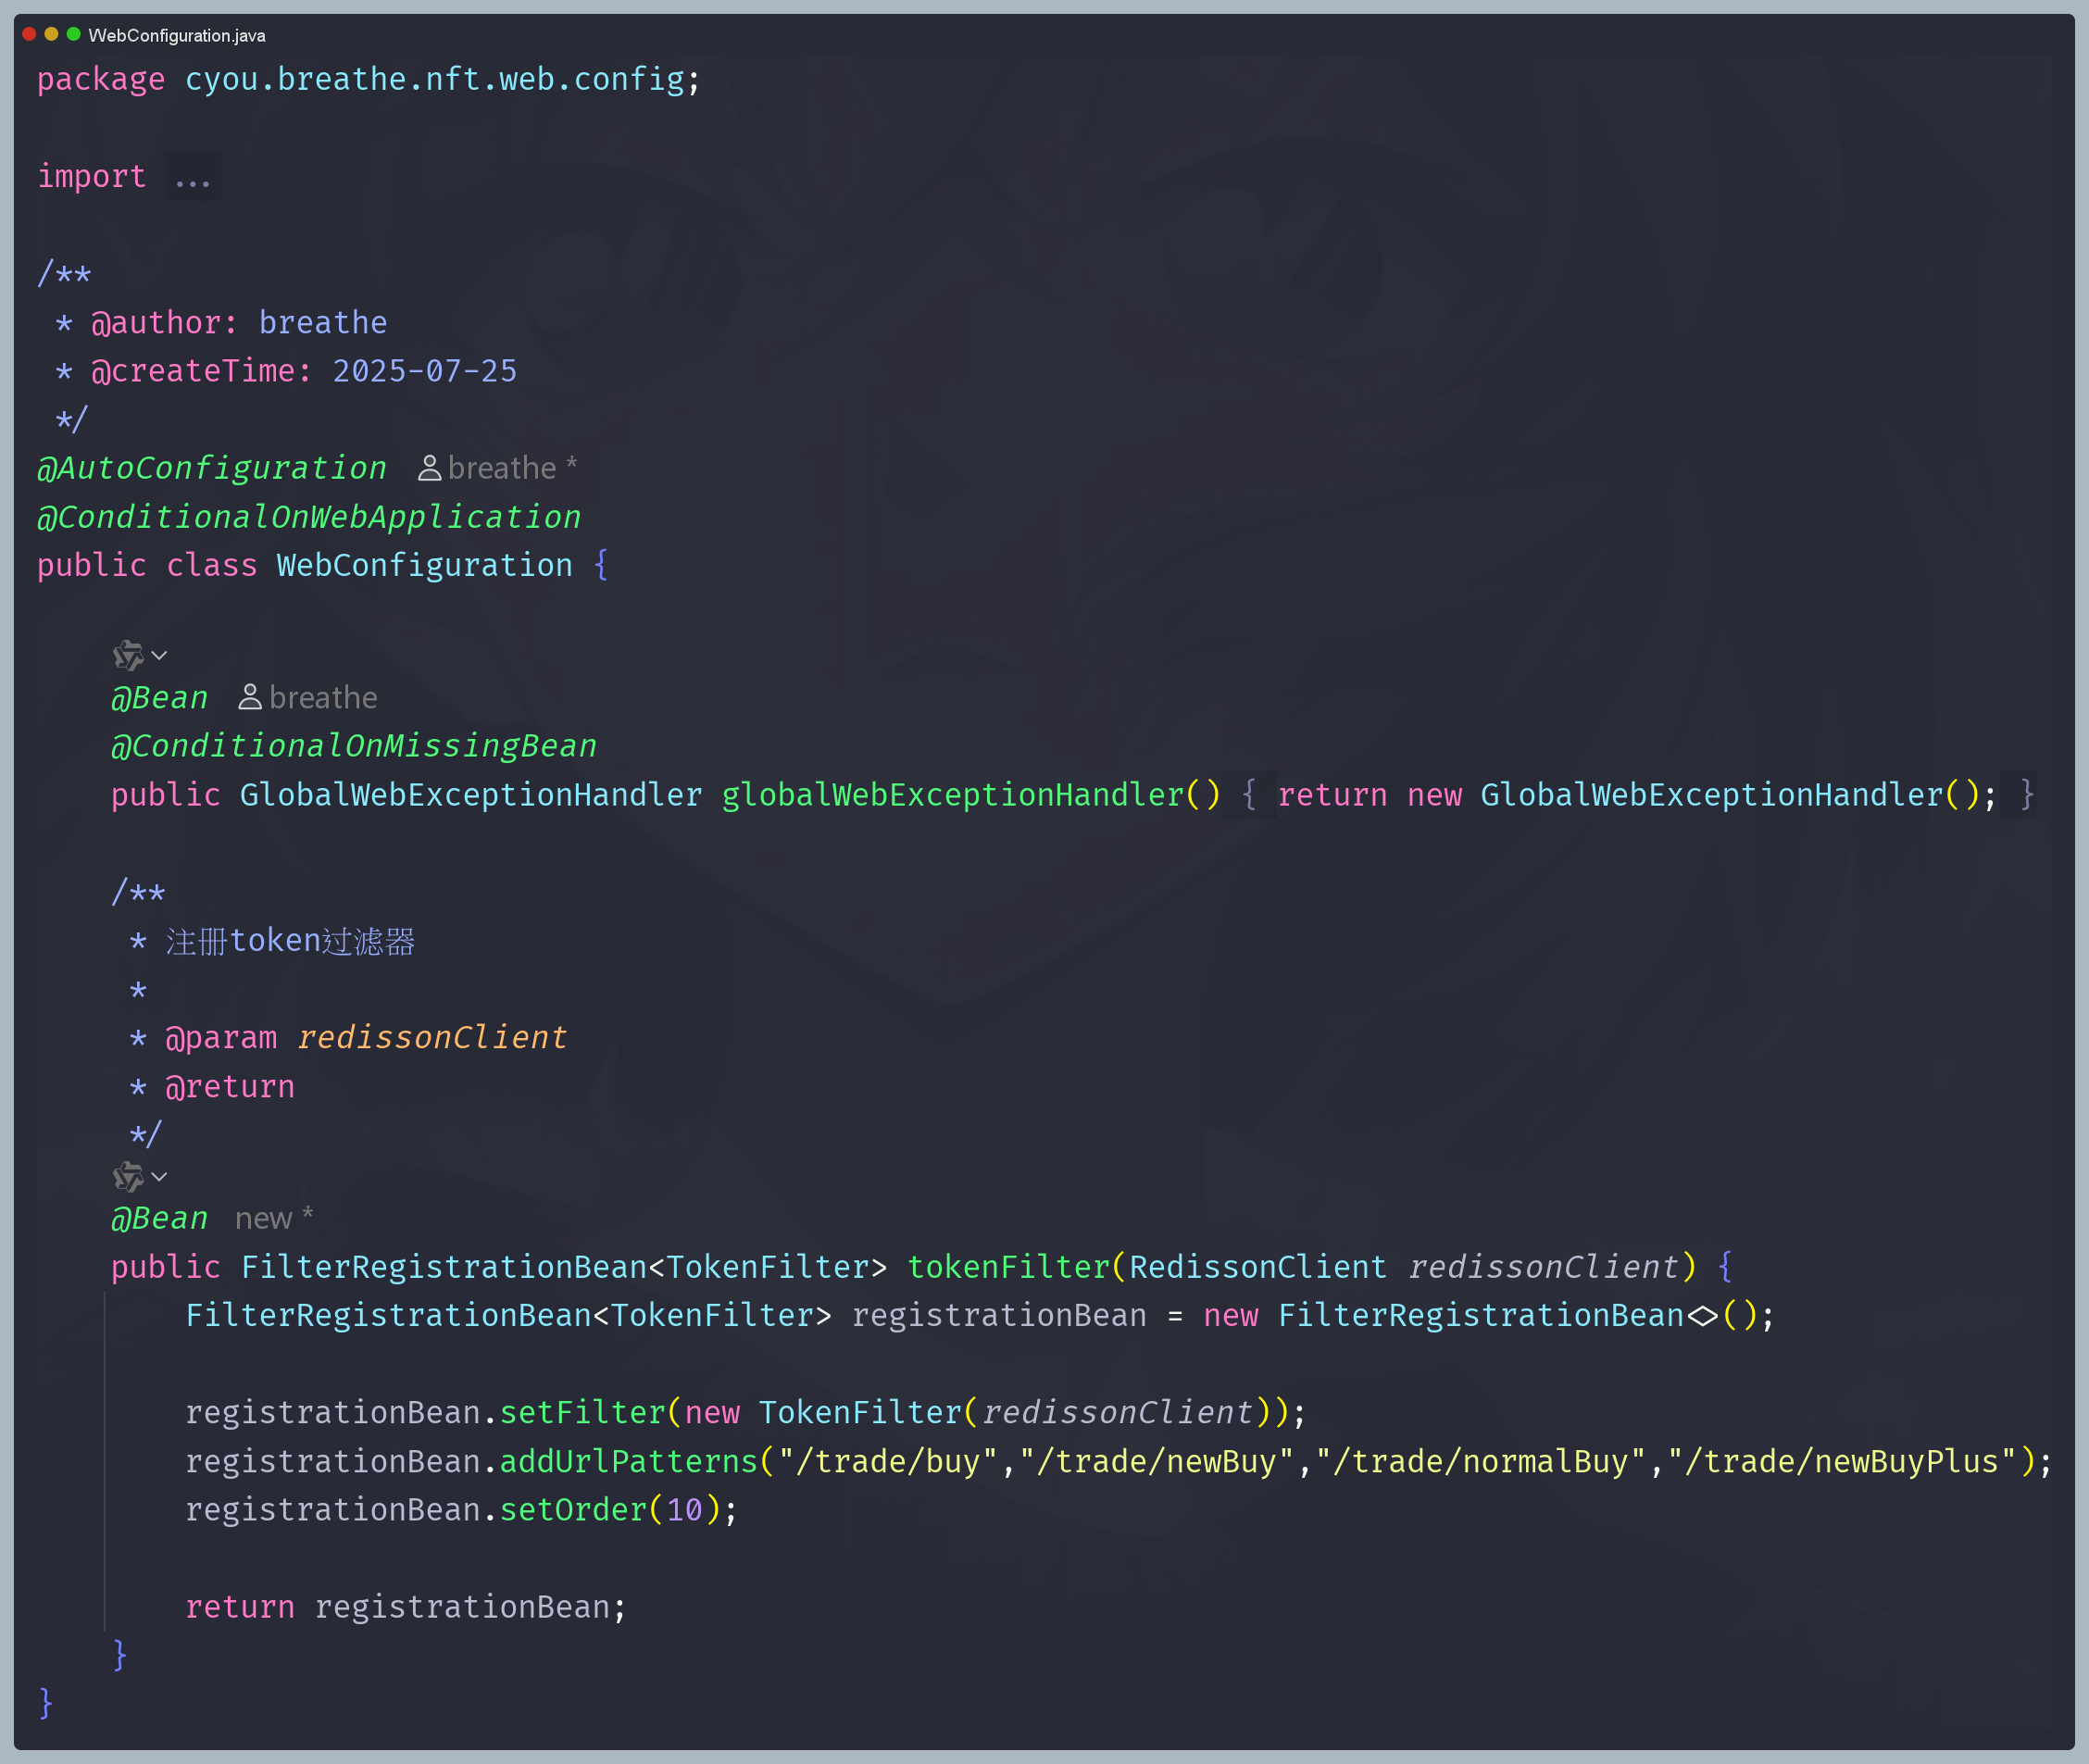 WebConfiguration.java
package cyou.breathe.nft.web.config;
import ...
/**
 * @author: breathe
 * @createTime: 2025-07-25
 */
@AutoConfiguration breathe *
@ConditionalOnWebApplication
public class WebConfiguration {
@Bean breathe
@ConditionalOnMissingBean
public GlobalWebExceptionHandler globalWebExceptionHandler() { return new GlobalWebExceptionHandler(); }
/**
 * 注册token过滤器
 *
 * @param redissonClient
 * @return
 */
@Bean new *
public FilterRegistrationBean<TokenFilter> tokenFilter(RedissonClient redissonClient) {
FilterRegistrationBean<TokenFilter> registrationBean = new FilterRegistrationBean<>();
registrationBean.setFilter(new TokenFilter(redissonClient));
registrationBean.addUrlPatterns("/trade/buy","/trade/newBuy","/trade/normalBuy","/trade/newBuyPlus");
registrationBean.setOrder(10);
return registrationBean;
}
}